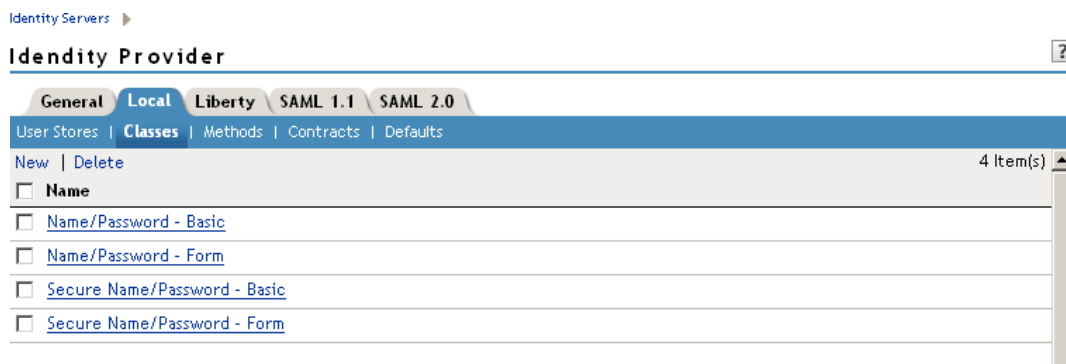 Identity Servers
Idendity Provider ?
General Local Liberty SAML 1.1 SAML 2.0
User Stores | Classes | Methods | Contracts | Defaults
New | Delete 4 Item(s)
Name
Name/Password - Basic
Name/Password - Form
Secure Name/Password - Basic
Secure Name/Password - Form